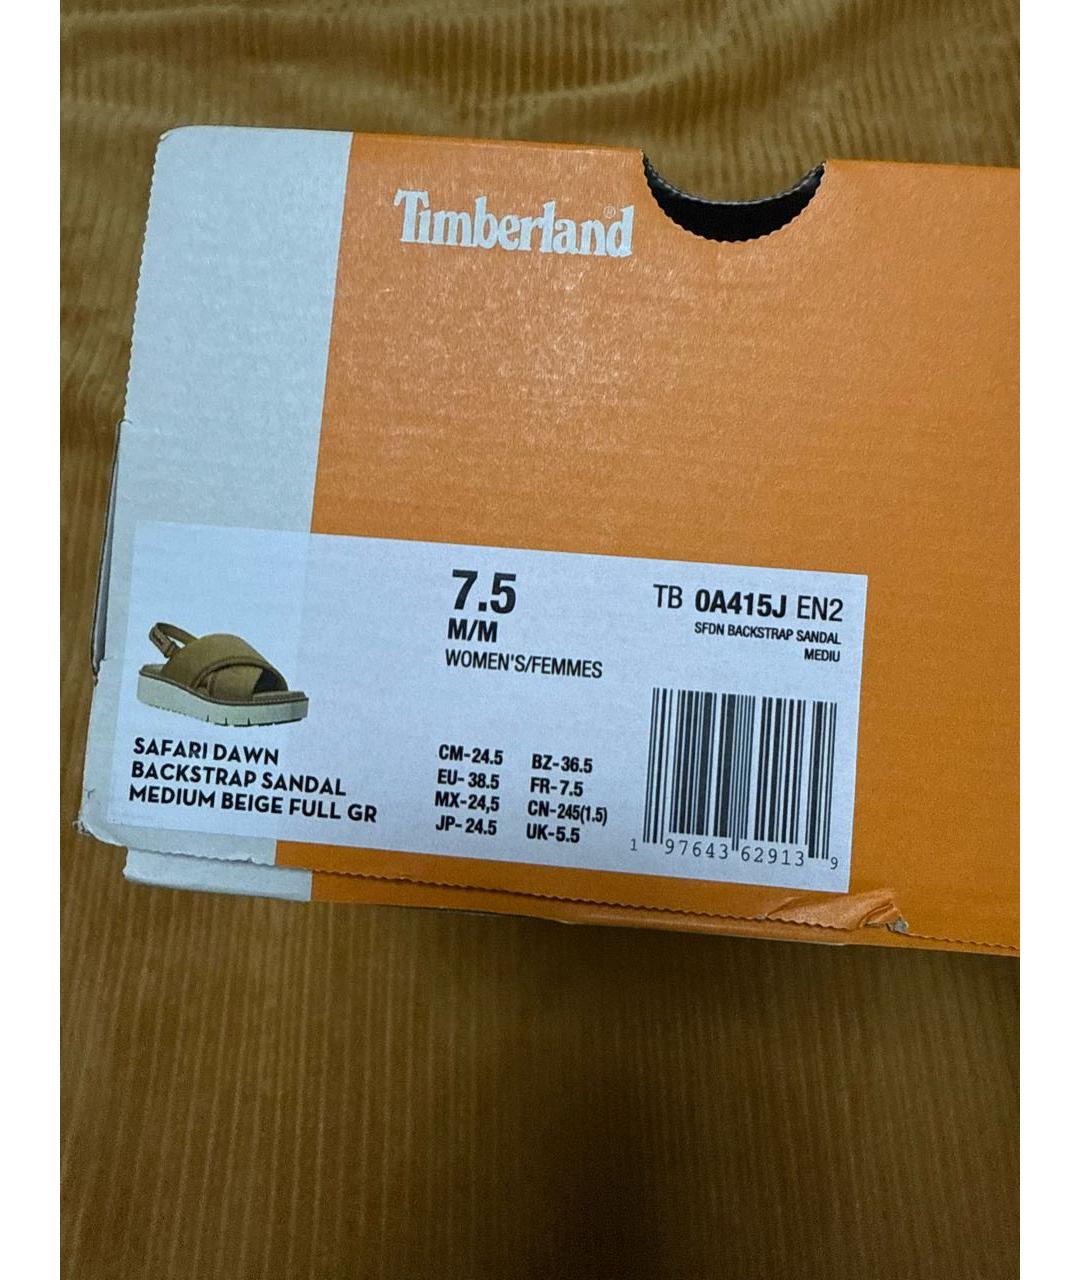 Timberland®
7.5
M/M
WOMEN'S/FEMMES
TB 0A415J EN2
SFDN BACKSTRAP SANDAL
MEDIU
SAFARI DAWN
BACKSTRAP SANDAL
MEDIUM BEIGE FULL GR
CM-24.5 BZ-36.5
EU-38.5 FR-7.5
MX-24,5 CN-245(1.5)
JP-24.5 UK-5.5
1 97643 62913 9